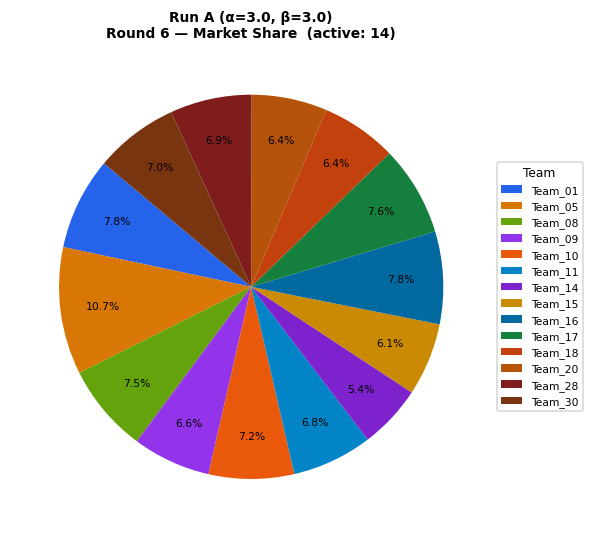 Run A (α=3.0, β=3.0)
Round 6 — Market Share  (active: 14)
6.9%
6.4%
7.0%
6.4%
7.6%
7.8%
7.8%
10.7%
6.1%
7.5%
5.4%
6.6%
7.2%
6.8%
Team
Team_01
Team_05
Team_08
Team_09
Team_10
Team_11
Team_14
Team_15
Team_16
Team_17
Team_18
Team_20
Team_28
Team_30